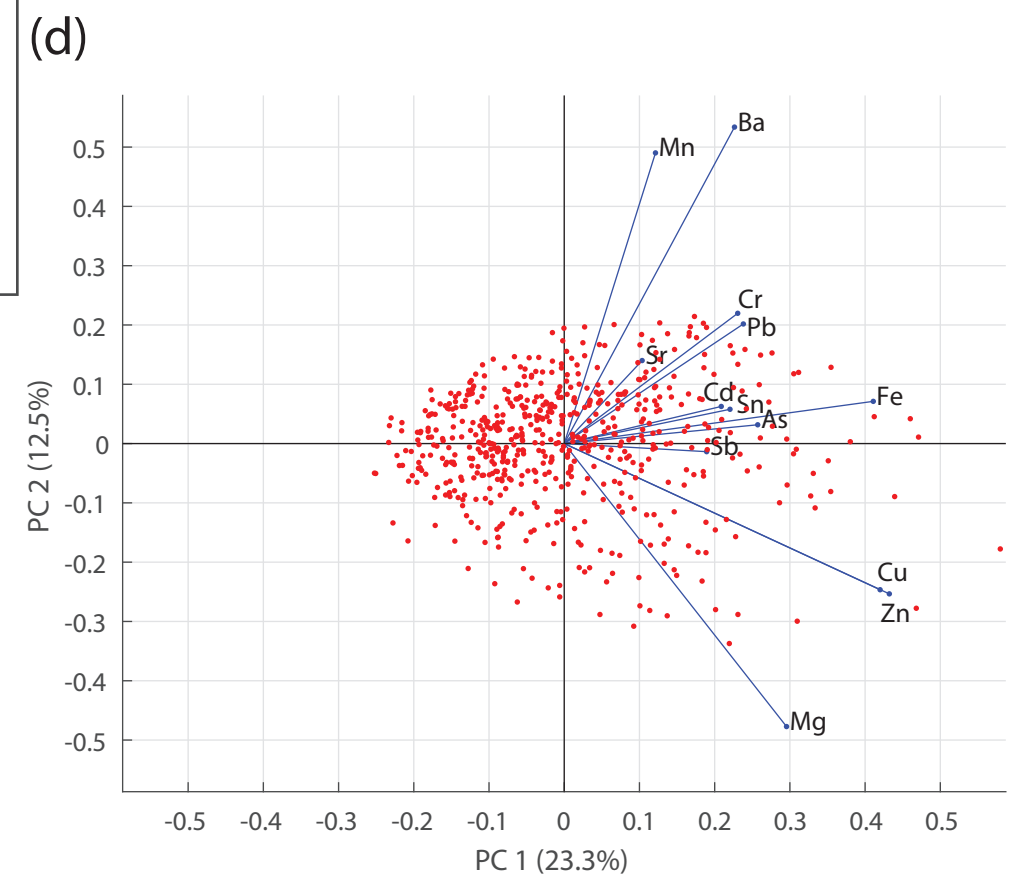 (d)
Ba
Mn
0.5
0.4
0.3
Cr
Pb
0.2
Sr
0.1
Cd
Sn
Fe
As
0
Sb
-0.1
-0.2
Cu
Zn
-0.3
-0.4
Mg
-0.5
PC 2 (12.5%)
-0.5 -0.4 -0.3 -0.2 -0.1 0 0.1 0.2 0.3 0.4 0.5
PC 1 (23.3%)